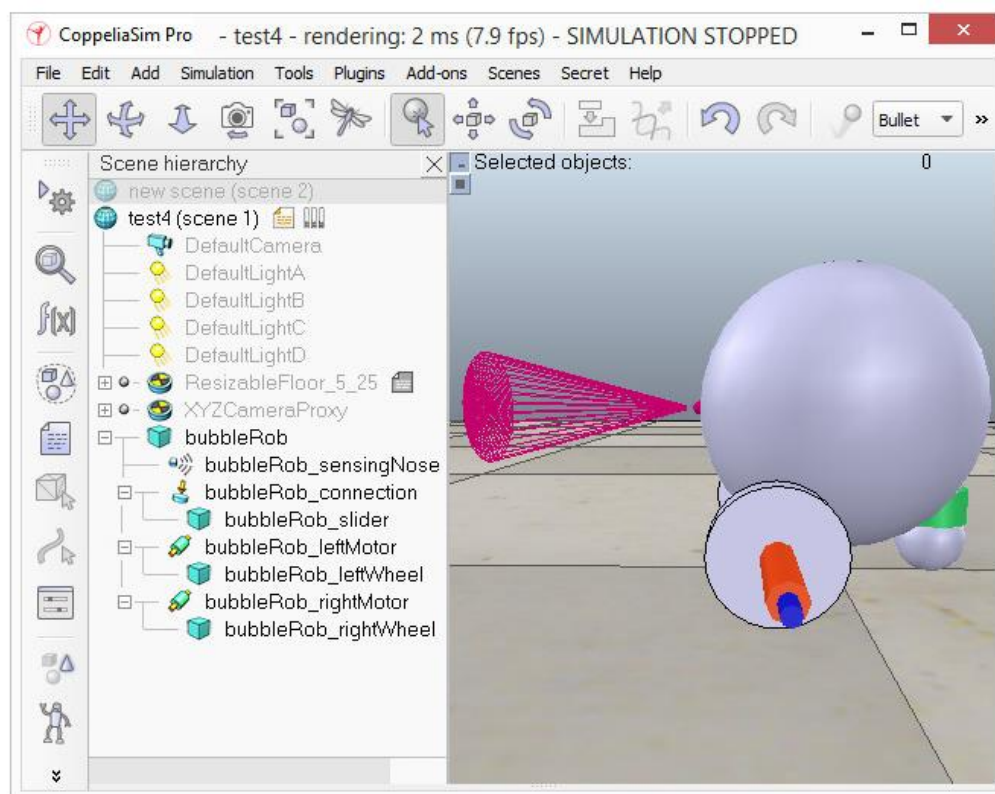 CoppeliaSim Pro - test4 - rendering: 2 ms (7.9 fps) - SIMULATION STOPPED
File Edit Add Simulation Tools Plugins Add-ons Scenes Secret Help
Bullet »
Scene hierarchy
Selected objects: 0
new scene (scene 2)
test4 (scene 1)
DefaultCamera
DefaultLightA
DefaultLightB
f(x) DefaultLightC
DefaultLightD
ResizableFloor_5_25
XYZCameraProxy
bubbleRob
bubbleRob_sensingNose
bubbleRob_connection
bubbleRob_slider
bubbleRob_leftMotor
bubbleRob_leftWheel
bubbleRob_rightMotor
bubbleRob_rightWheel